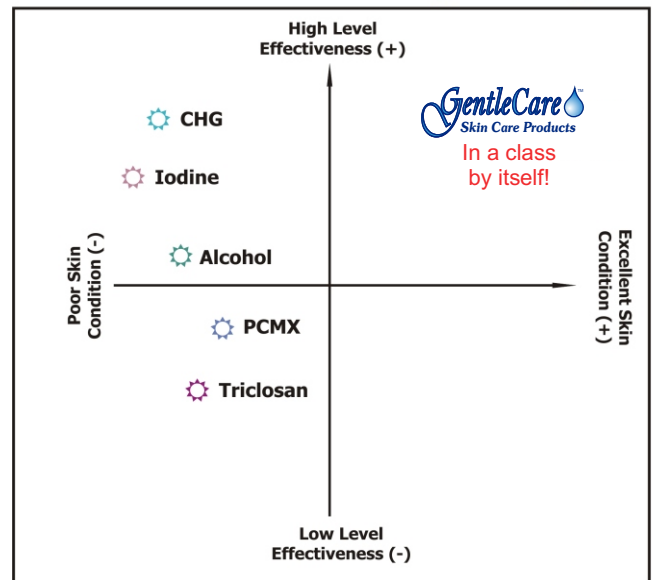 High Level
Effectiveness (+)
CHG
GentleCare™
Skin Care Products
In a class
by itself!
Iodine
Alcohol
Poor Skin
Condition (-)
Excellent Skin
Condition (+)
PCMX
Triclosan
Low Level
Effectiveness (-)